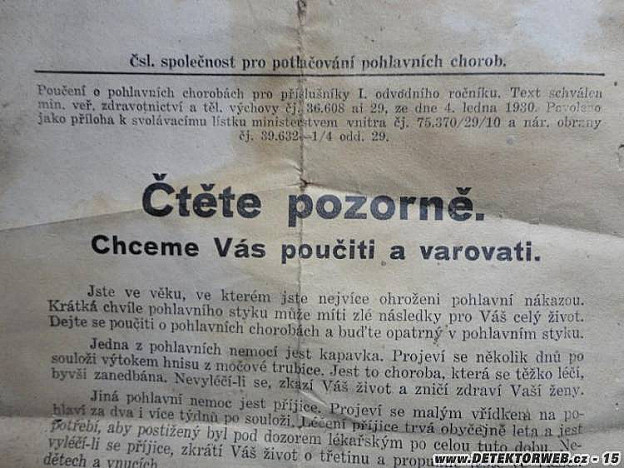 Čsl. společnost pro potlačování pohlavních chorob.
Poučení o pohlavních chorobách pro příslušníky I. odvodního ročníku. Text schválen
min. veř. zdravotnictví a těl. výchovy čj. 36.608 ai 29, ze dne 4. ledna 1930. Povoleno
jako příloha k svolávacímu lístku ministerstvem vnitra čj. 75.370/29/10 a nár. obrany
čj. 39.632—1/4 odd. 29.
Čtěte pozorně.
Chceme Vás poučiti a varovati.
Jste ve věku, ve kterém jste nejvíce ohroženi pohlavní nákazou.
Krátká chvíle pohlavního styku může míti zlé následky pro Váš celý život.
Dejte se poučiti o pohlavních chorobách a buďte opatrný v pohlavním styku.
Jedna z pohlavních nemocí jest kapavka. Projeví se několik dnů po
souloži výtokem hnisu z močové trubice. Jest to choroba, která se těžko léčí,
byvši zanedbána. Nevyléčí-li se, zkazí Váš život a zničí zdraví Vaší ženy.
Jiná pohlavní nemoc jest příjice. Projeví se malým vřídkem na po-
hlaví za dva i více týdnů po souloži. Léčení příjice trvá obyčejně leta a jest
potřebí, aby postižený byl pod dozorem lékařským po celou tuto dobu. Ne-
vyléčí-li se příjice, zkrátí Váš život o třetinu a
dětech a vnucích.
WWW.DETEKTORWEB.cz - 15